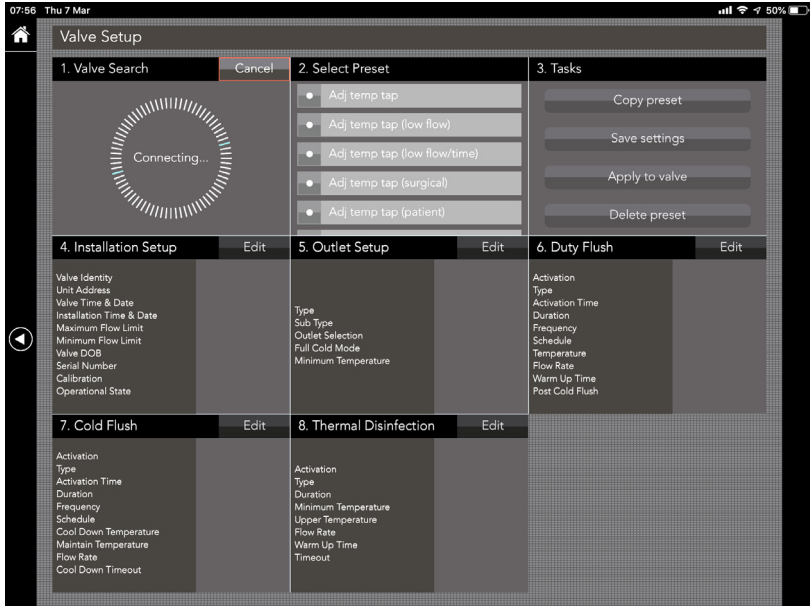 07:56 Thu 7 Mar
50%
Valve Setup
1. Valve Search
Cancel
Connecting...
2. Select Preset
Adj temp tap
Adj temp tap (low flow)
Adj temp tap (low flow/time)
Adj temp tap (surgical)
Adj temp tap (patient)
3. Tasks
Copy preset
Save settings
Apply to valve
Delete preset
4. Installation Setup
Edit
Valve Identity
Unit Address
Valve Time & Date
Installation Time & Date
Maximum Flow Limit
Minimum Flow Limit
Valve DOB
Serial Number
Calibration
Operational State
5. Outlet Setup
Edit
Type
Sub Type
Outlet Selection
Full Cold Mode
Minimum Temperature
6. Duty Flush
Edit
Activation
Type
Activation Time
Duration
Frequency
Schedule
Temperature
Flow Rate
Warm Up Time
Post Cold Flush
7. Cold Flush
Edit
Activation
Type
Activation Time
Duration
Frequency
Schedule
Cool Down Temperature
Maintain Temperature
Flow Rate
Cool Down Timeout
8. Thermal Disinfection
Edit
Activation
Type
Duration
Minimum Temperature
Upper Temperature
Flow Rate
Warm Up Time
Timeout